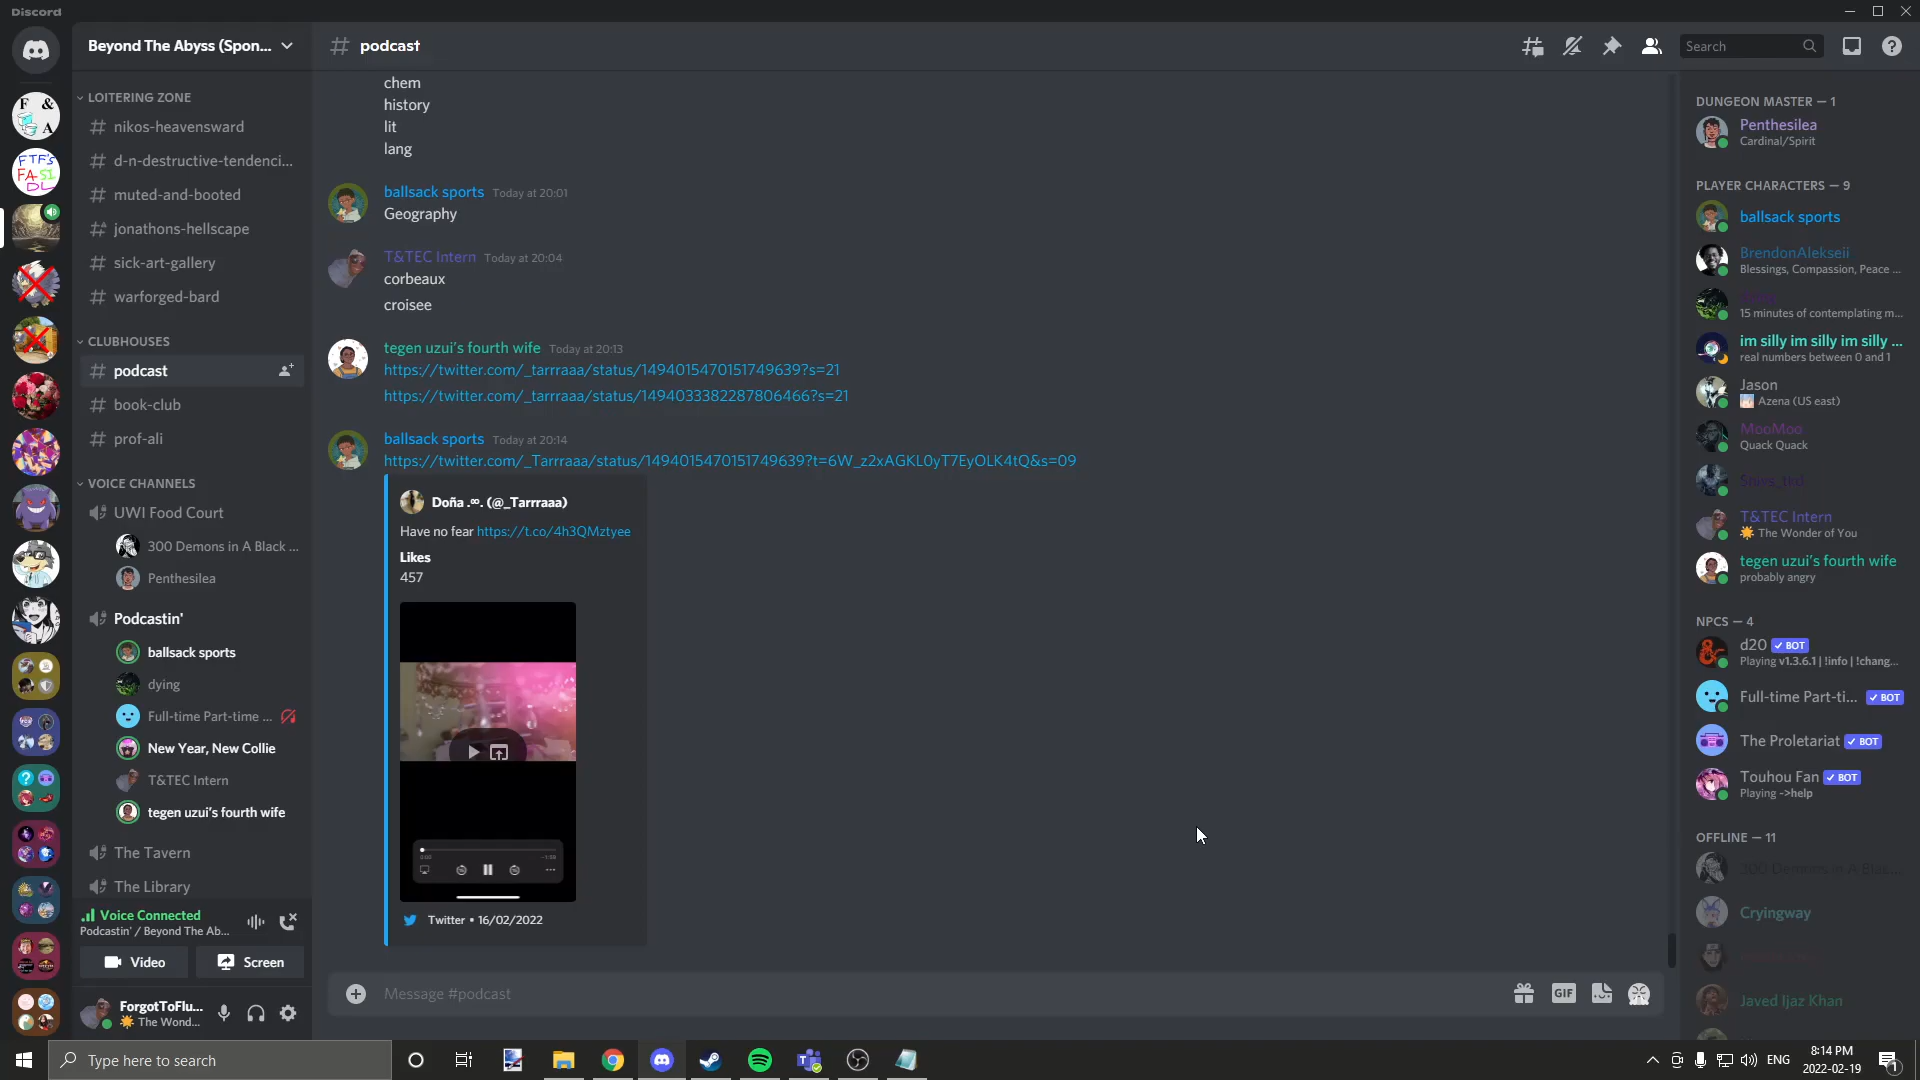 Discord
Beyond The Abyss (Spon...
podcast
Search
F &
A
FTF'S
LOITERING ZONE
nikos-heavensward
d-n-destructive-tendenci...
muted-and-booted
jonathons-hellscape
sick-art-gallery
warforged-bard
CLUBHOUSES
podcast
book-club
prof-ali
VOICE CHANNELS
UWI Food Court
300 Demons in A Black ...
Penthesilea
Podcastin'
ballsack sports
dying
Full-time Part-time ...
New Year, New Collie
T&TEC Intern
tegen uzui's fourth wife
The Tavern
The Library
Voice Connected
Podcastin' / Beyond The Ab...
Video
Screen
ForgotToFlu...
The Wond...
chem
history
lit
lang
ballsack sports Today at 20:01
Geography
T&TEC Intern Today at 20:04
corbeaux
croisee
tegen uzui's fourth wife Today at 20:13
https://twitter.com/_tarrraaa/status/1494015470151749639?s=21
https://twitter.com/_tarrraaa/status/1494033382287806466?s=21
ballsack sports Today at 20:14
https://twitter.com/_Tarrraaa/status/1494015470151749639?t=6W_z2xAGKL0yT7EyOLK4tQ&s=09
Doña .∞. (@_Tarrraaa)
Have no fear https://t.co/4h3QMztyee
Likes
457
0:00
-1:59
Twitter • 16/02/2022
Message #podcast
GIF
DUNGEON MASTER — 1
Penthesilea
Cardinal/Spirit
PLAYER CHARACTERS — 9
ballsack sports
BrendonAlekseii
Blessings, Compassion, Peace ...
15 minutes of contemplating m...
im silly im silly im silly ...
real numbers between 0 and 1
Jason
Azena (US east)
MooMoo
Quack Quack
T&TEC Intern
The Wonder of You
tegen uzui's fourth wife
probably angry
NPCS — 4
d20 BOT
Playing v1.3.6.1 | !info | !chang...
Full-time Part-ti... BOT
The Proletariat BOT
Touhou Fan BOT
Playing ->help
OFFLINE — 11
300 Demons in A Blac...
Cryingway
Javed Ijaz Khan
Type here to search
ENG
8:14 PM
2022-02-19
1